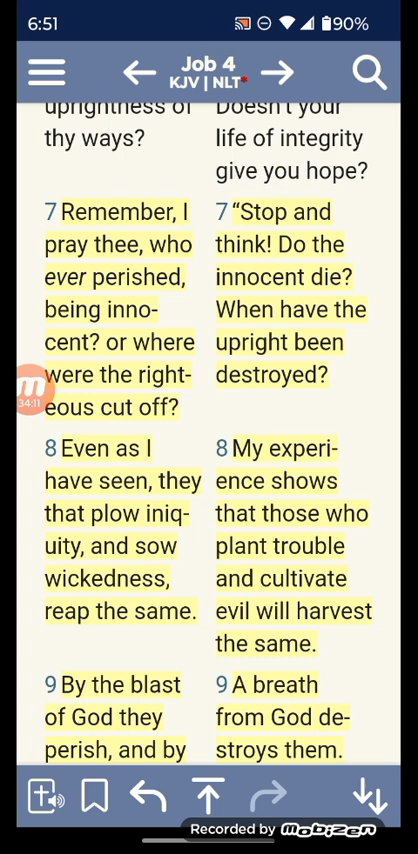 6:51
90%
Job 4
KJV | NLT*
uprightness of
thy ways?
7 Remember, I
pray thee, who
ever perished,
being inno-
cent? or where
were the right-
eous cut off?
8 Even as I
have seen, they
that plow iniq-
uity, and sow
wickedness,
reap the same.
9 By the blast
of God they
perish, and by
Doesn't your
life of integrity
give you hope?
7 “Stop and
think! Do the
innocent die?
When have the
upright been
destroyed?
8 My experi-
ence shows
that those who
plant trouble
and cultivate
evil will harvest
the same.
9 A breath
from God de-
stroys them.
m
34:11
Recorded by mobizen